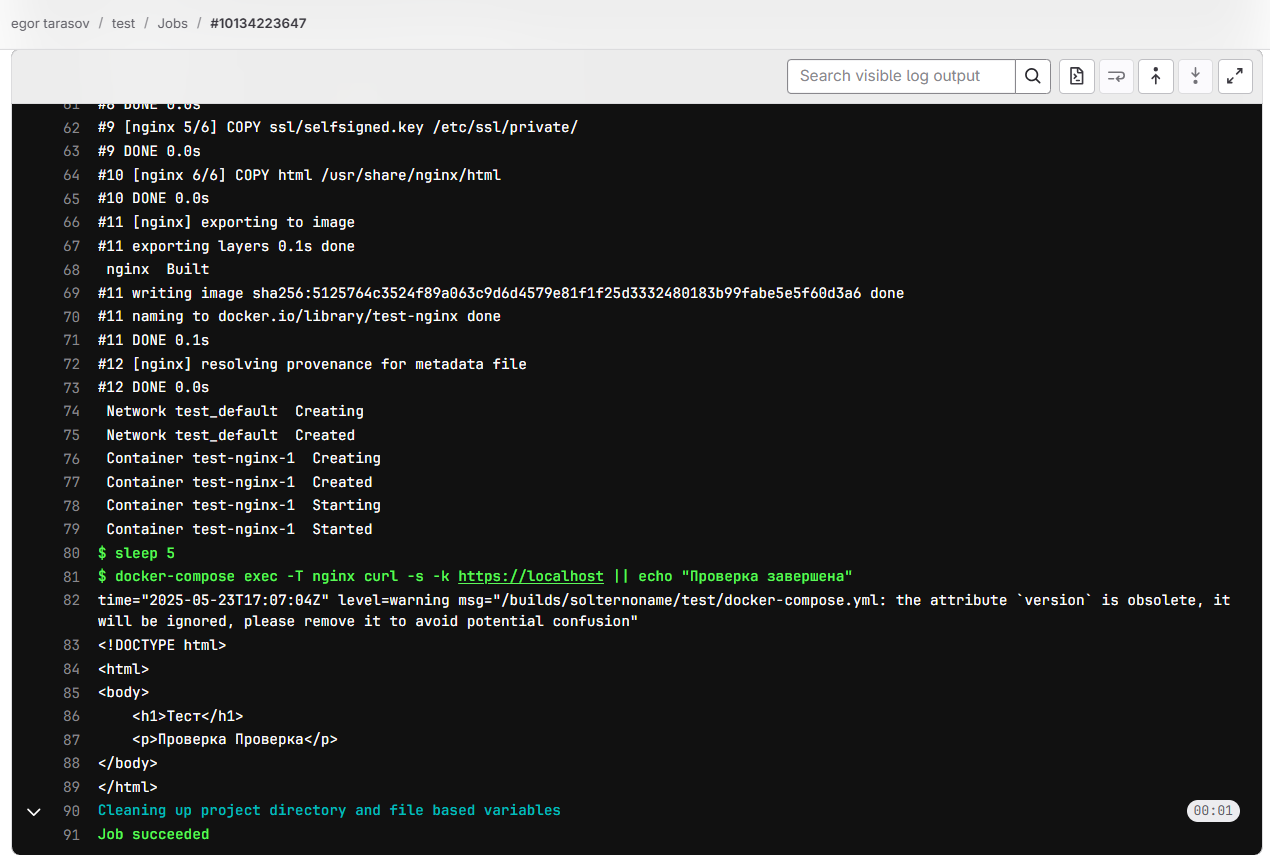 egor tarasov / test / Jobs / #10134223647
Search visible log output
61 #8 DONE 0.0s
62 #9 [nginx 5/6] COPY ssl/selfsigned.key /etc/ssl/private/
63 #9 DONE 0.0s
64 #10 [nginx 6/6] COPY html /usr/share/nginx/html
65 #10 DONE 0.0s
66 #11 [nginx] exporting to image
67 #11 exporting layers 0.1s done
68 nginx  Built
69 #11 writing image sha256:5125764c3524f89a063c9d6d4579e81f1f25d3332480183b99fabe5e5f60d3a6 done
70 #11 naming to docker.io/library/test-nginx done
71 #11 DONE 0.1s
72 #12 [nginx] resolving provenance for metadata file
73 #12 DONE 0.0s
74 Network test_default  Creating
75 Network test_default  Created
76 Container test-nginx-1  Creating
77 Container test-nginx-1  Created
78 Container test-nginx-1  Starting
79 Container test-nginx-1  Started
80 $ sleep 5
81 $ docker-compose exec -T nginx curl -s -k https://localhost || echo "Проверка завершена"
82 time="2025-05-23T17:07:04Z" level=warning msg="/builds/solternoname/test/docker-compose.yml: the attribute `version` is obsolete, it
will be ignored, please remove it to avoid potential confusion"
83 <!DOCTYPE html>
84 <html>
85 <body>
86     <h1>Тест</h1>
87     <p>Проверка Проверка</p>
88 </body>
89 </html>
90 Cleaning up project directory and file based variables 00:01
91 Job succeeded